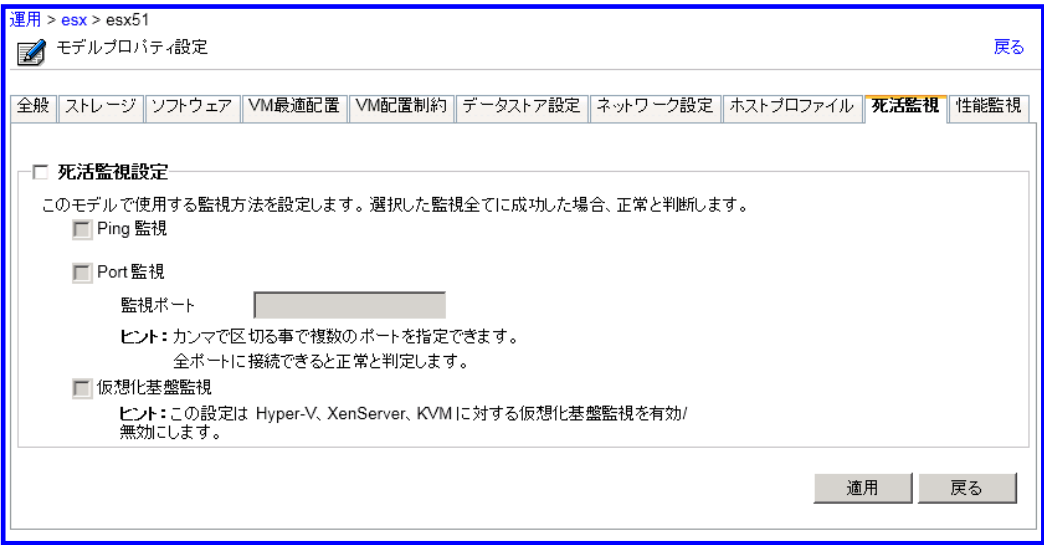 運用 > esx > esx51
モデルプロパティ設定
戻る
全般 ストレージ ソフトウェア VM最適配置 VM配置制約 データストア設定 ネットワーク設定 ホストプロファイル 死活監視 性能監視
死活監視設定
このモデルで使用する監視方法を設定します。選択した監視全てに成功した場合、正常と判断します。
Ping 監視
Port 監視
監視ポート
ヒント：カンマで区切る事で複数のポートを指定できます。
全ポートに接続できると正常と判定します。
仮想化基盤監視
ヒント：この設定は Hyper-V、XenServer、KVM に対する仮想化基盤監視を有効/
無効にします。
適用 戻る